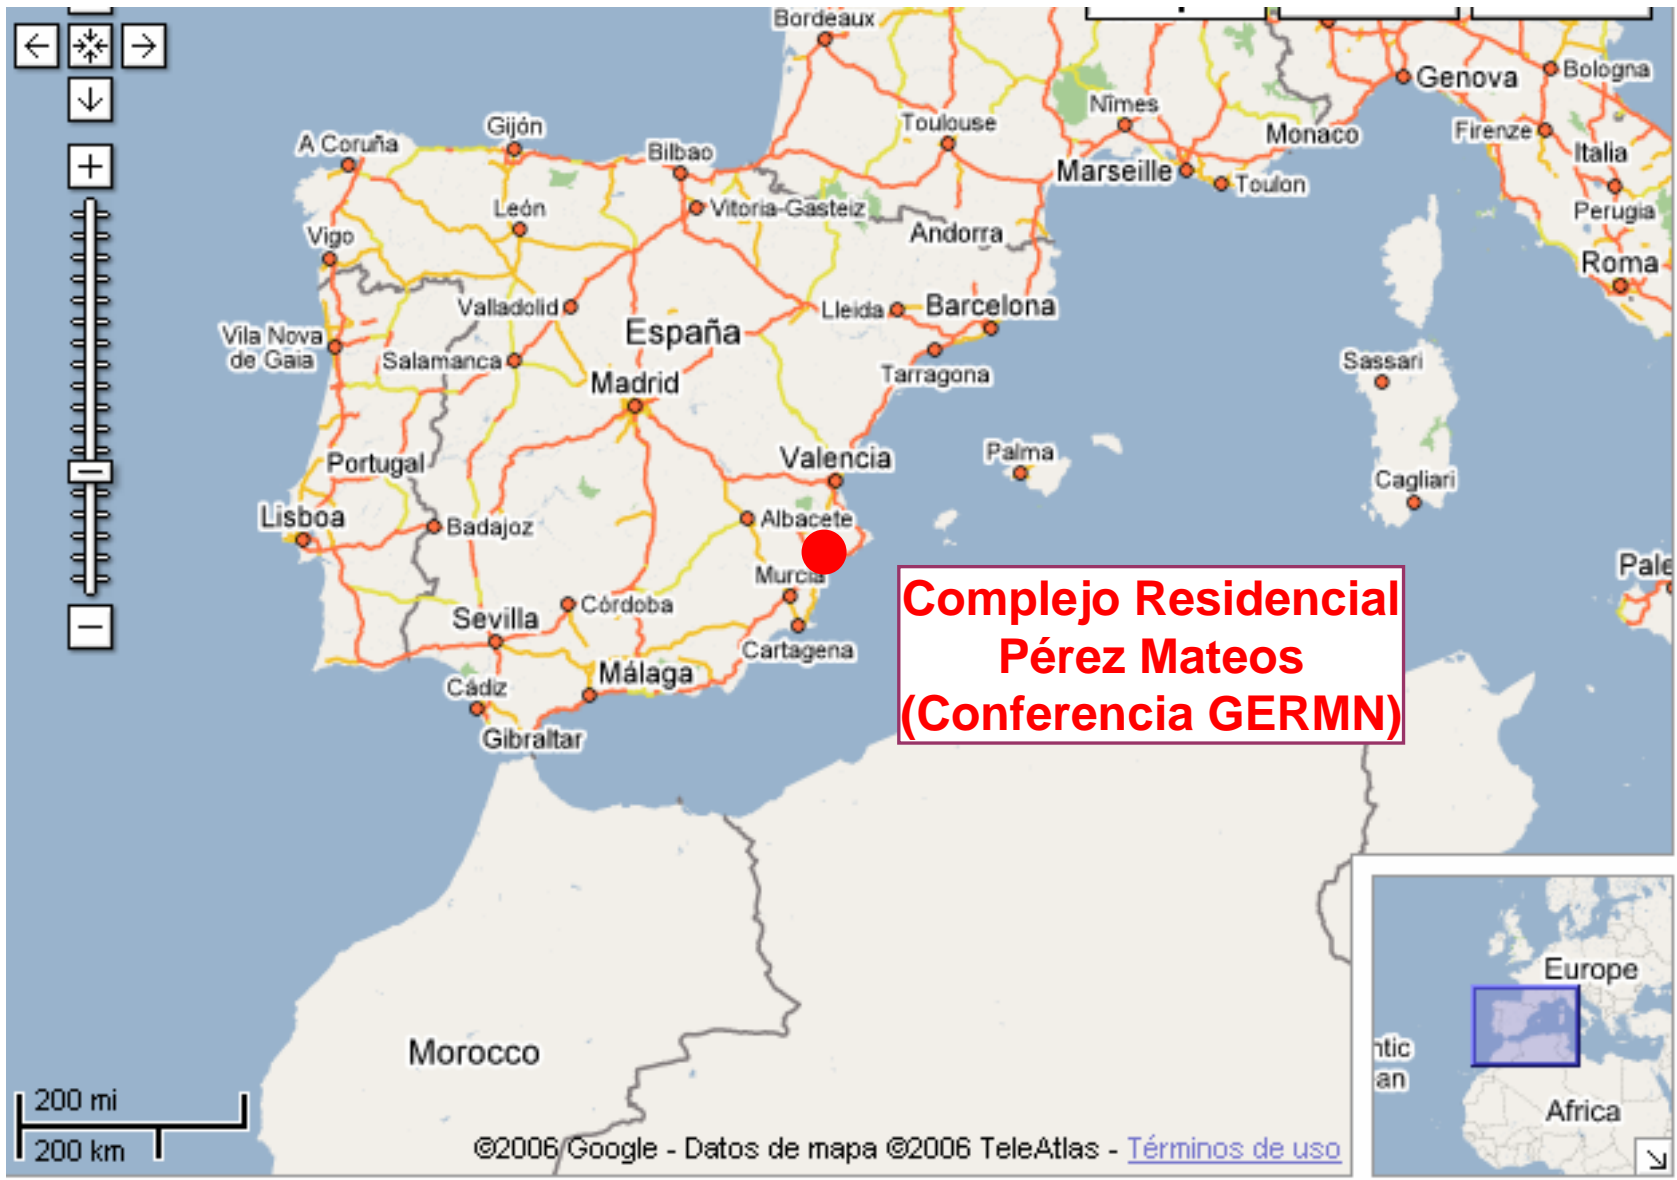 Bordeaux
Genova
Bologna
Nîmes
Toulouse
Monaco
Firenze
Italia
A Coruña
Gijón
Bilbao
Marseille
Toulon
Perugia
León
Vitoria-Gasteiz
Andorra
Vigo
Roma
Valladolid
Lleida
Barcelona
España
Vila Nova
de Gaia
Salamanca
Sassari
Tarragona
Madrid
Portugal
Valencia
Palma
Cagliari
Lisboa
Badajoz
Albacete
Murcia
Pale
Córdoba
Sevilla
Cartagena
Complejo Residencial
Pérez Mateos
(Conferencia GERMN)
Málaga
Cádiz
Gibraltar
Morocco
Europe
ntic
an
Africa
200 mi
200 km
©2006 Google - Datos de mapa ©2006 TeleAtlas - Términos de uso